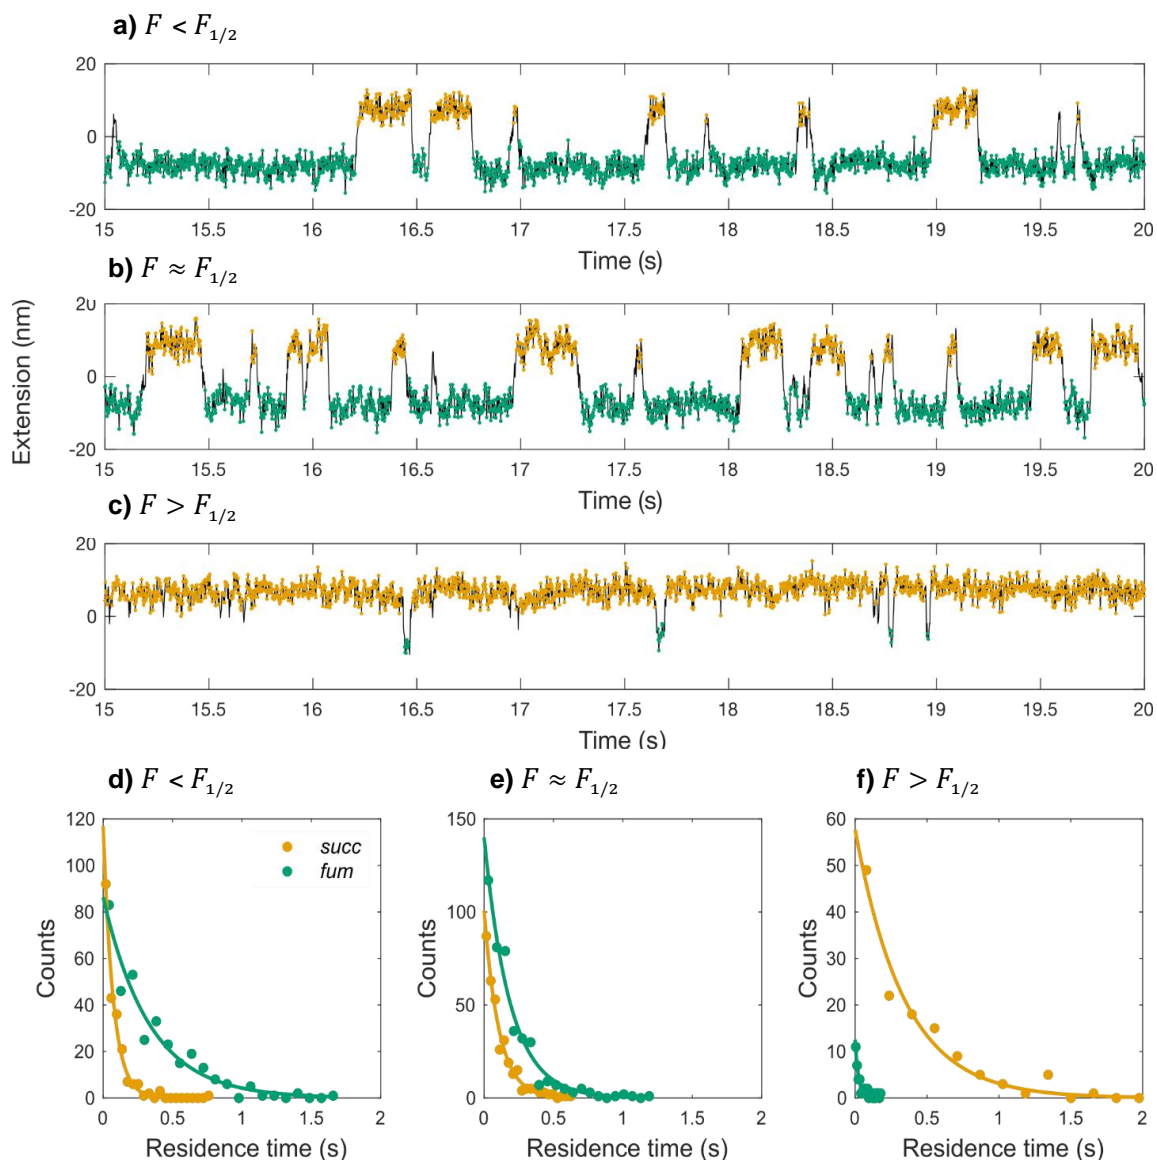 a) F < F1/2
20
0
-20
15 15.5 16 16.5 17 17.5 18 18.5 19 19.5 20
Time (s)
b) F ≈ F1/2
20
0
-20
15 15.5 16 16.5 17 17.5 18 18.5 19 19.5 20
Time (s)
Extension (nm)
c) F > F1/2
20
0
-20
15 15.5 16 16.5 17 17.5 18 18.5 19 19.5 20
Time (s)
d) F < F1/2
120
100
80
60
40
20
0
0 0.5 1 1.5 2
Counts
Residence time (s)
succ
fum
e) F ≈ F1/2
150
100
50
0
0 0.5 1 1.5 2
Counts
Residence time (s)
f) F > F1/2
60
50
40
30
20
10
0
0 0.5 1 1.5 2
Counts
Residence time (s)